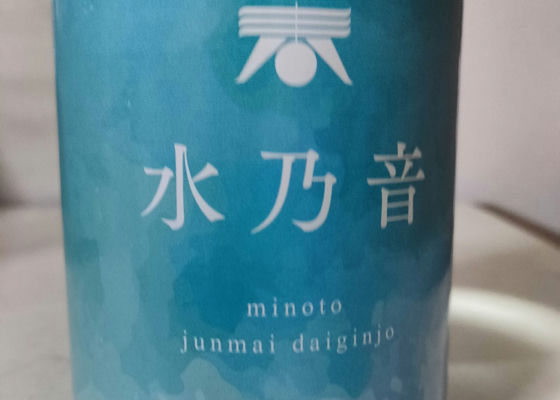 水乃音
minoto
junmai daiginjo